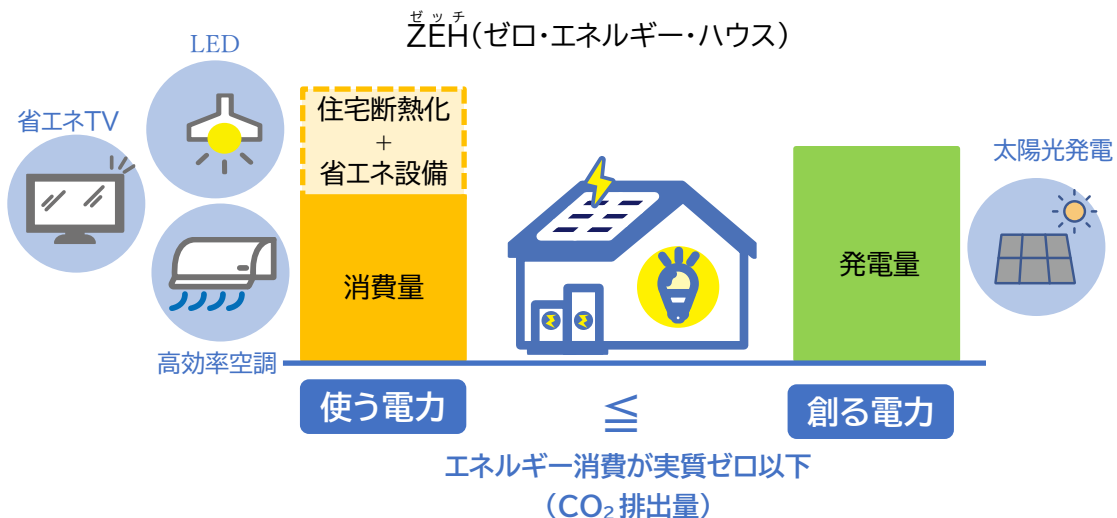 ゼッチ
ZEH(ゼロ・エネルギー・ハウス)
LED
省エネTV
高効率空調
住宅断熱化
+
省エネ設備
消費量
発電量
太陽光発電
使う電力
≦
創る電力
エネルギー消費が実質ゼロ以下
(CO₂排出量)